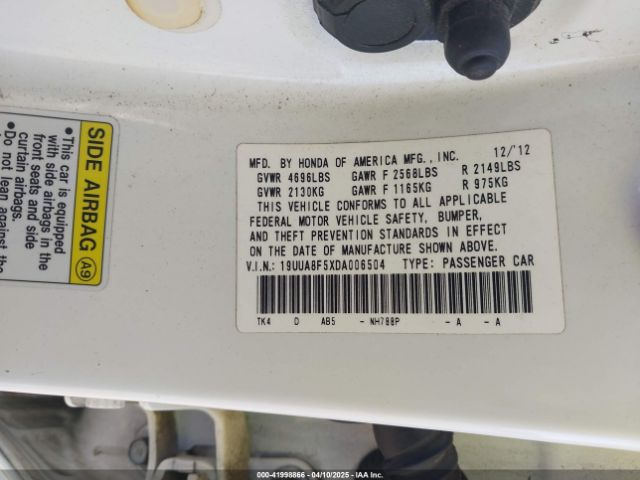 SIDE AIRBAG A9
•This car is equipped
with side airbags in the
front seats and side
curtain airbags.
•Do not lean against the
MFD. BY HONDA OF AMERICA MFG., INC. 12/'12
GVWR 4696LBS GAWR F 2568LBS R 2149LBS
GVWR 2130KG GAWR F 1165KG R 975KG
THIS VEHICLE CONFORMS TO ALL APPLICABLE
FEDERAL MOTOR VEHICLE SAFETY, BUMPER,
AND THEFT PREVENTION STANDARDS IN EFFECT
ON THE DATE OF MANUFACTURE SHOWN ABOVE.
V.I.N.: 19UUA8F5XDA006504 TYPE: PASSENGER CAR
TK4 D AB5 - NH788P - A - A
000-41998866 - 04/10/2025 - IAA Inc.